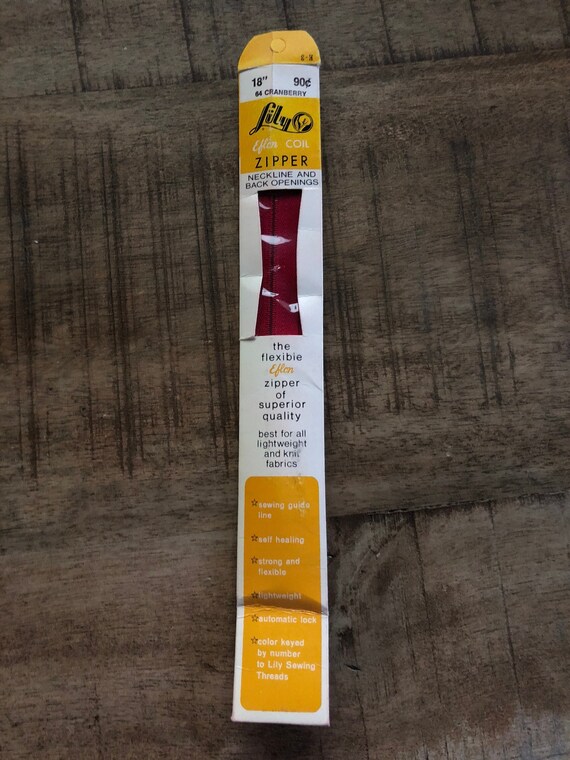 18" 90¢
64 CRANBERRY
Lily
Eflon COIL
ZIPPER
NECKLINE AND
BACK OPENINGS
the
flexible
Eflon
zipper
of
superior
quality
best for all
lightweight
and knit
fabrics
☆sewing guide
line
☆self healing
☆strong and
flexible
☆lightweight
☆automatic lock
☆color keyed
by number
to Lily Sewing
Threads